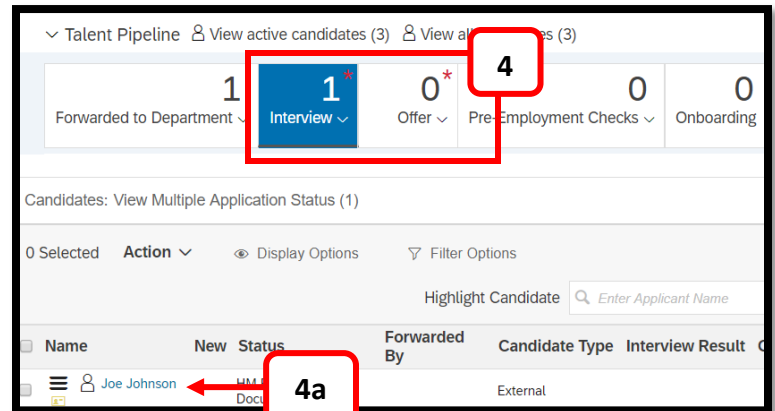 Talent Pipeline View active candidates (3) View al es (3)
4
1 1* 0* 0 0
Forwarded to Department Interview Offer Pre-Employment Checks Onboarding
Candidates: View Multiple Application Status (1)
0 Selected Action Display Options Filter Options
Highlight Candidate Enter Applicant Name
Name New Status Forwarded By Candidate Type Interview Result
Joe Johnson HM
Docu External
4a